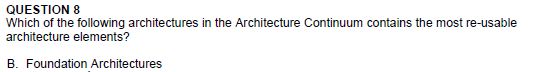 QUESTION 8
Which of the following architectures in the Architecture Continuum contains the most re-usable
architecture elements?
B. Foundation Architectures